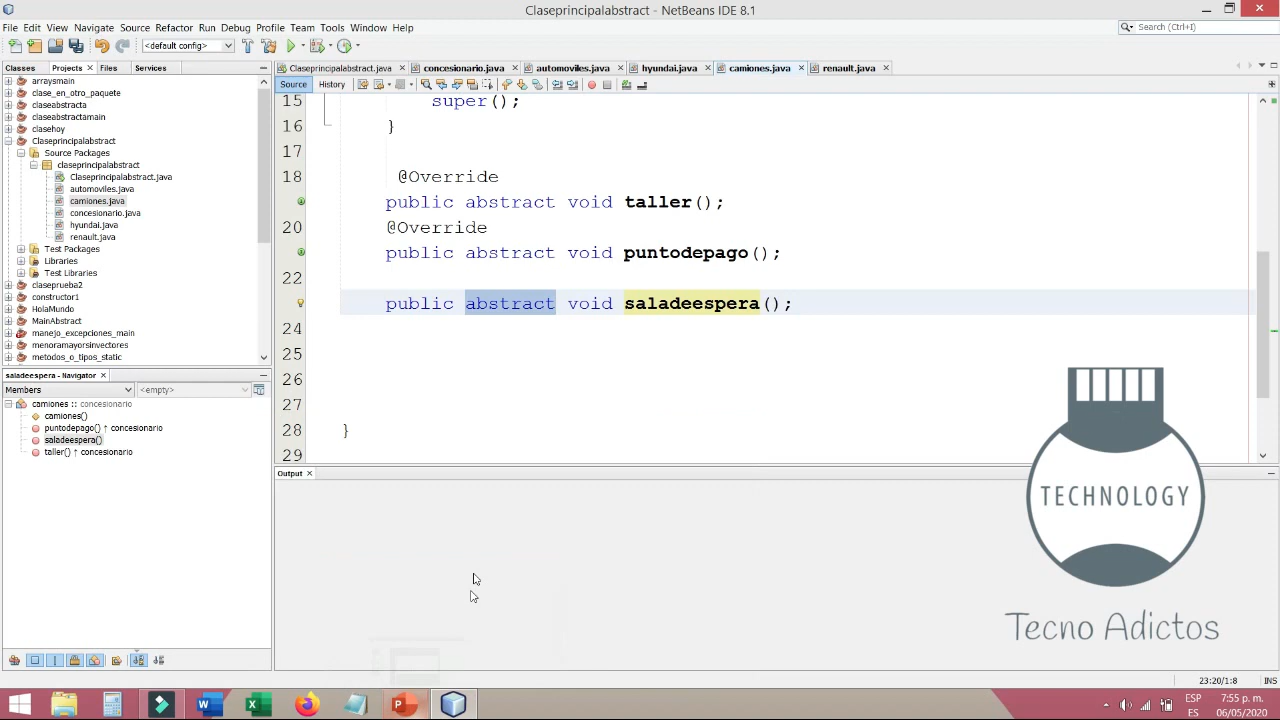 Claseprincipalabstract - NetBeans IDE 8.1
File Edit View Navigate Source Refactor Run Debug Profile Team Tools Window Help
Search (Ctrl+I)
<default config>
Classes Projects Files Services
Claseprincipalabstract.java concesionario.java automoviles.java hyundai.java camiones.java renault.java
Source History
arraysmain
clase_en_otro_paquete
claseabstracta
claseabstractamain
clasehoy
Claseprincipalabstract
Source Packages
claseprincipalabstract
Claseprincipalabstract.java
automoviles.java
camiones.java
concesionario.java
hyundai.java
renault.java
Test Packages
Libraries
Test Libraries
claseprueba2
constructor1
HolaMundo
MainAbstract
manejo_excepciones_main
menoramayorsinvectores
metodos_o_tipos_static
15 super();
16 }
17
18 @Override
public abstract void taller();
20 @Override
public abstract void puntodepago();
22
public abstract void saladeespera();
24
25
26
27
28 }
29
saladeespera - Navigator
Members <empty>
camiones :: concesionario
camiones()
puntodepago() ↑ concesionario
saladeespera()
taller() ↑ concesionario
Output
TECHNOLOGY
Tecno Adictos
23:20/1:8 INS
ESP
ES
7:55 p. m.
06/05/2020